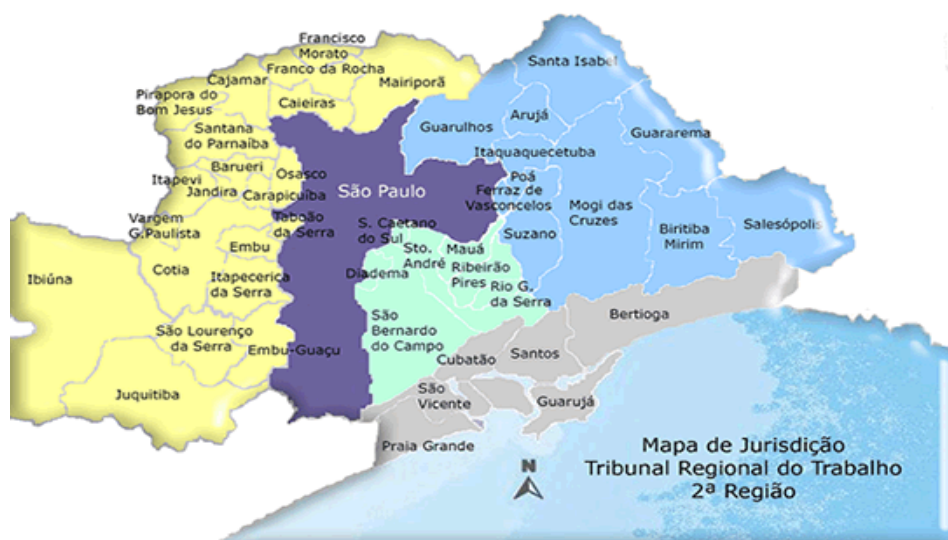 Francisco
Morato
Franco da Rocha
Cajamar
Mairiporã
Pirapora do
Bom Jesus
Caieiras
Santana
do Parnaíba
Barueri
Osasco
Itapevi
Jandira
Carapicuíba
Vargem
G.Paulista
Taboão
da Serra
Embu
Cotia
Itapecerica
da Serra
Ibiúna
São Lourenço
da Serra
Embu-Guaçu
Juquitiba
São Paulo
Santa Isabel
Arujá
Guarulhos
Guararema
Itaquaquecetuba
Poá
Ferraz de
Vasconcelos
Mogi das
Cruzes
Suzano
Biritiba
Mirim
Salesópolis
S. Caetano
do Sul
Sto.
André
Mauá
Ribeirão
Pires
Diadema
Rio G.
da Serra
São
Bernardo
do Campo
Bertioga
Cubatão
Santos
São
Vicente
Guarujá
Praia Grande
N
Mapa de Jurisdição
Tribunal Regional do Trabalho
2ª Região